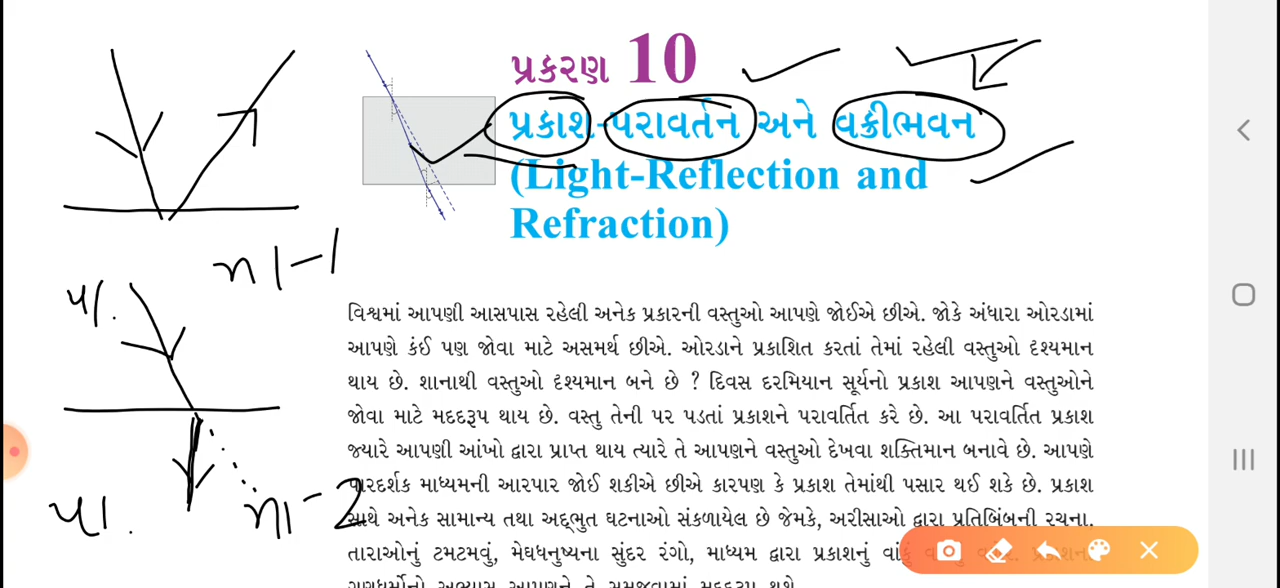 પ્રકરણ 10
પ્રકાશ-પરાવર્તન અને વક્રીભવન
(Light-Reflection and
Refraction)
વિશ્વમાં આપણી આસપાસ રહેલી અનેક પ્રકારની વસ્તુઓ આપણે જોઈએ છીએ. જોકે અંધારા ઓરડામાં
આપણે કંઈ પણ જોવા માટે અસમર્થ છીએ. ઓરડાને પ્રકાશિત કરતાં તેમાં રહેલી વસ્તુઓ દૃશ્યમાન
થાય છે. શાનાથી વસ્તુઓ દૃશ્યમાન બને છે ? દિવસ દરમિયાન સૂર્યનો પ્રકાશ આપણને વસ્તુઓને
જોવા માટે મદદરૂપ થાય છે. વસ્તુ તેની પર પડતાં પ્રકાશને પરાવર્તિત કરે છે. આ પરાવર્તિત પ્રકાશ
જ્યારે આપણી આંખો દ્વારા પ્રાપ્ત થાય ત્યારે તે આપણને વસ્તુઓ દેખવા શક્તિમાન બનાવે છે. આપણે
પારદર્શક માધ્યમની આરપાર જોઈ શકીએ છીએ કારણ કે પ્રકાશ તેમાંથી પસાર થઈ શકે છે. પ્રકાશ
સાથે અનેક સામાન્ય તથા અદ્ભુત ઘટનાઓ સંકળાયેલ છે જેમકે, અરીસાઓ દ્વારા પ્રતિબિંબની રચના.
તારાઓનું ટમટમવું, મેઘધનુષ્યના સુંદર રંગો, માધ્યમ દ્વારા પ્રકાશનું